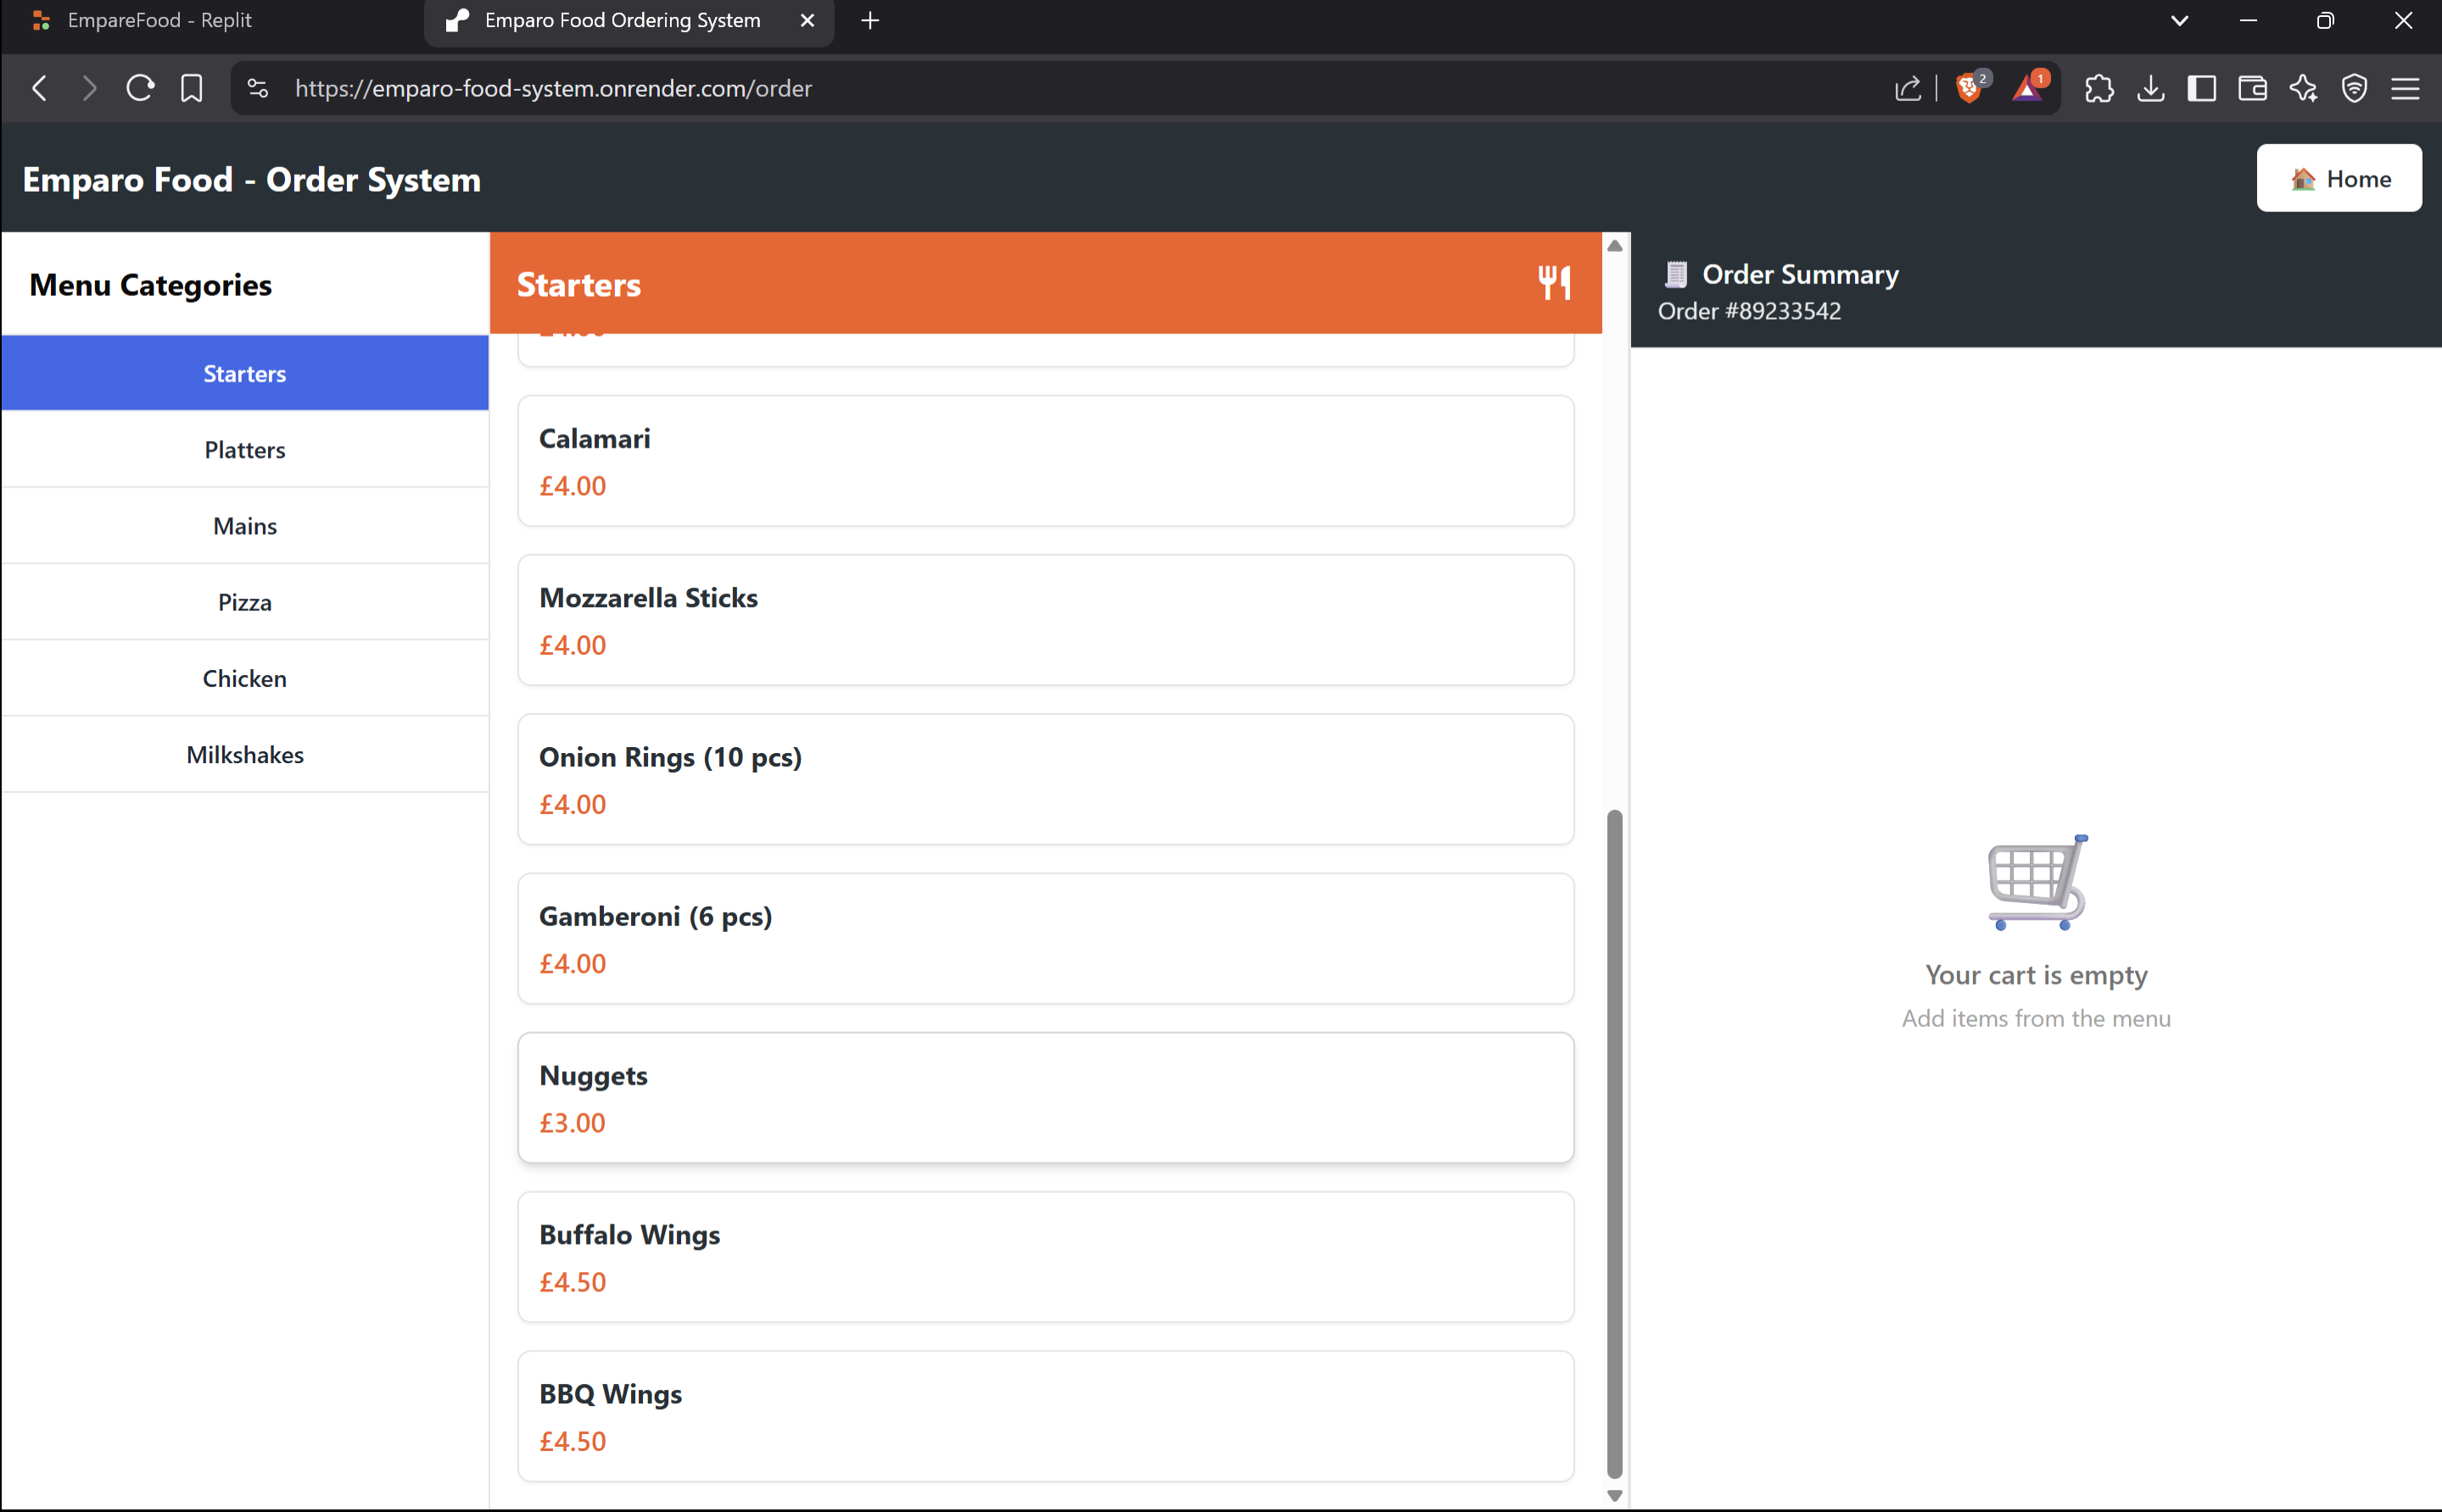 EmpareFood - Replit
Emparo Food Ordering System
https://emparo-food-system.onrender.com/order
2
1
Emparo Food - Order System
Home
Menu Categories
Starters
Platters
Mains
Pizza
Chicken
Milkshakes
Starters
Calamari
£4.00
Mozzarella Sticks
£4.00
Onion Rings (10 pcs)
£4.00
Gamberoni (6 pcs)
£4.00
Nuggets
£3.00
Buffalo Wings
£4.50
BBQ Wings
£4.50
Order Summary
Order #89233542
Your cart is empty
Add items from the menu